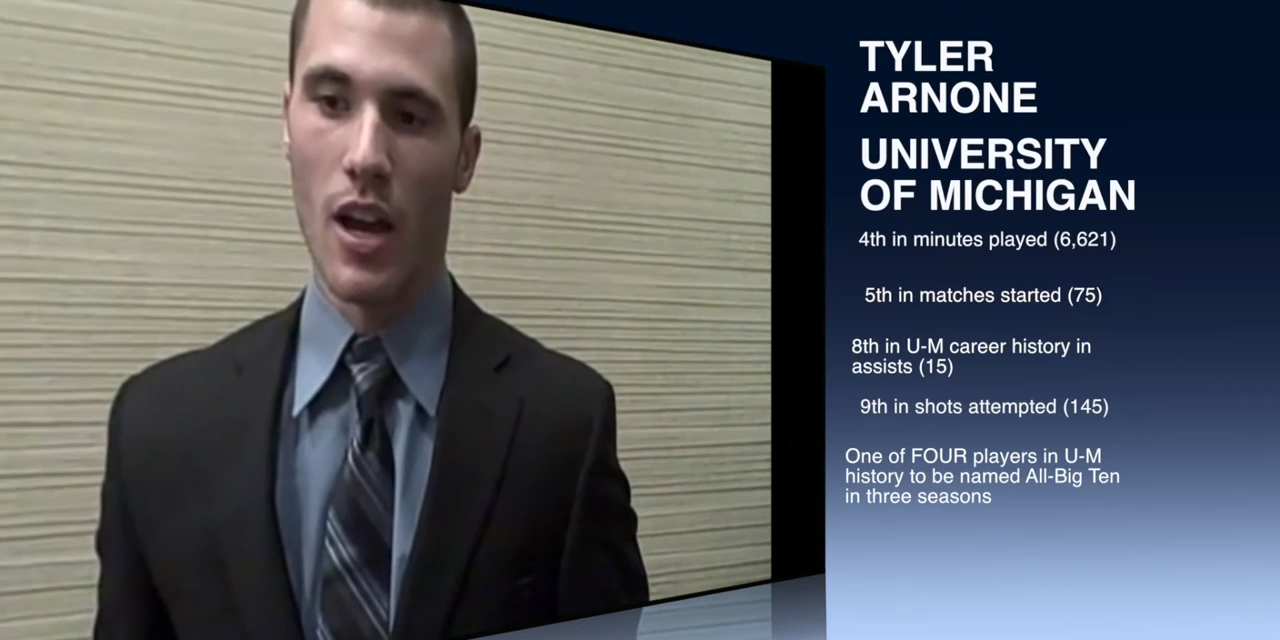 TYLER
ARNONE
UNIVERSITY
OF MICHIGAN
4th in minutes played (6,621)
5th in matches started (75)
8th in U-M career history in
assists (15)
9th in shots attempted (145)
One of FOUR players in U-M
history to be named All-Big Ten
in three seasons